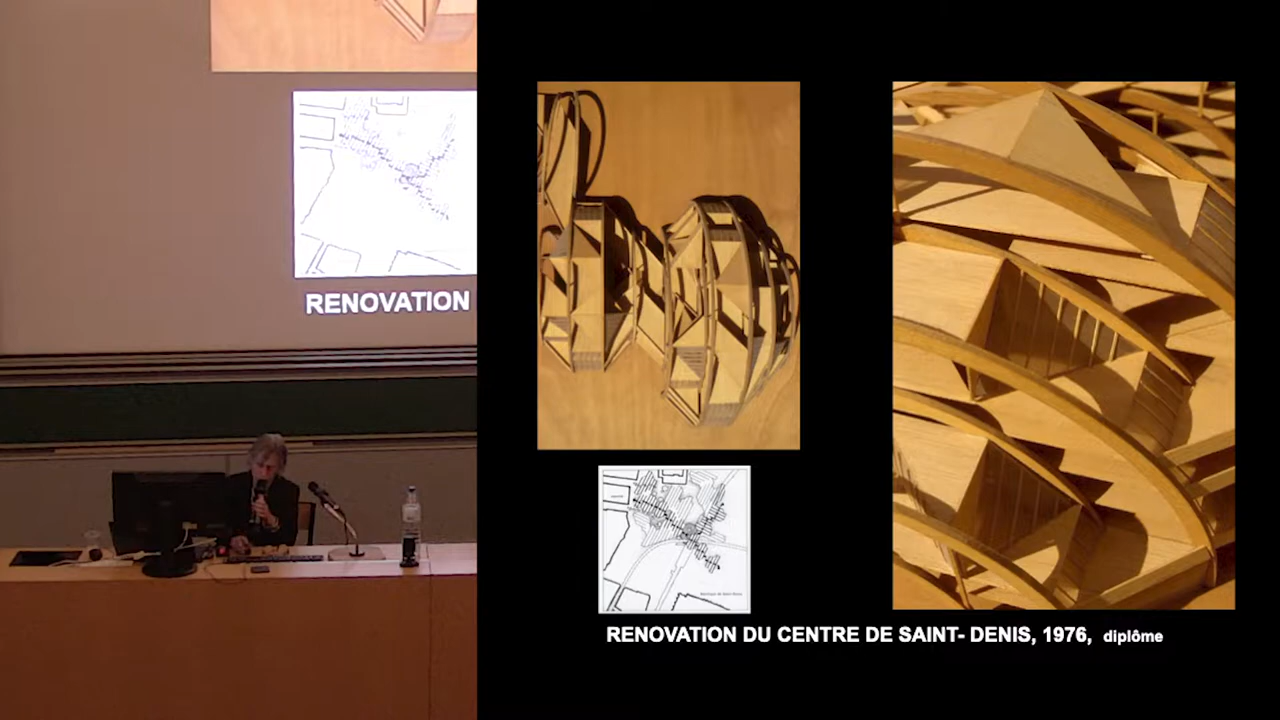 RENOVATION
RENOVATION DU CENTRE DE SAINT- DENIS, 1976, diplôme